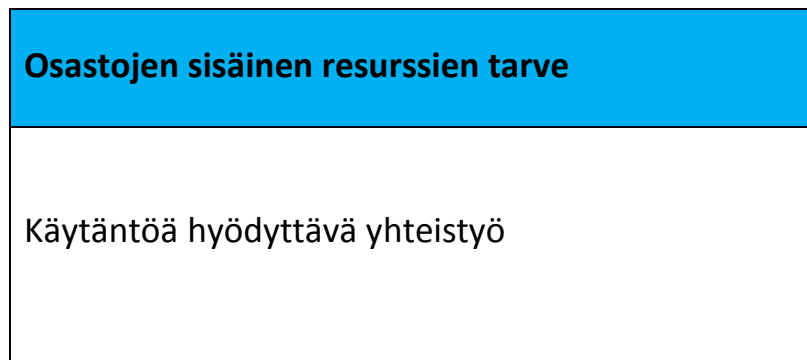 Osastojen sisäinen resurssien tarve
Käytäntöä hyödyttävä yhteistyö